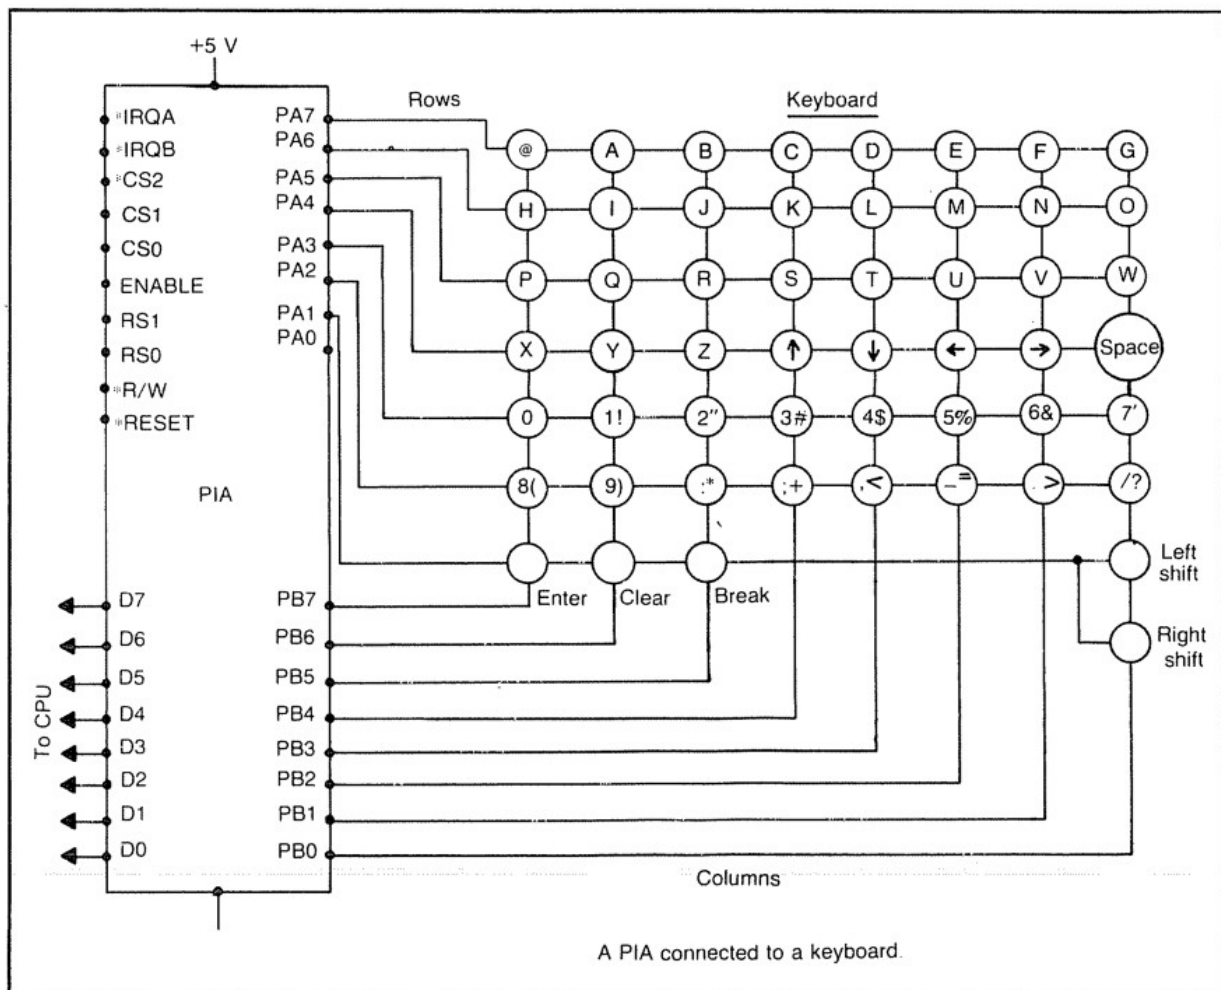 +5 V
*IRQA
*IRQB
*CS2
CS1
CS0
ENABLE
RS1
RS0
*R/W
*RESET
PIA
PA7
PA6
PA5
PA4
PA3
PA2
PA1
PA0
Rows
Keyboard
@ A B C D E F G
H I J K L M N O
P Q R S T U V W
X Y Z ↑ ↓ ← → Space
0 1! 2" 3# 4$ 5% 6& 7'
8( 9) :* ;+ ,< -= .> /?
Enter Clear Break
Left
shift
Right
shift
To CPU
D7
D6
D5
D4
D3
D2
D1
D0
PB7
PB6
PB5
PB4
PB3
PB2
PB1
PB0
Columns
A PIA connected to a keyboard.